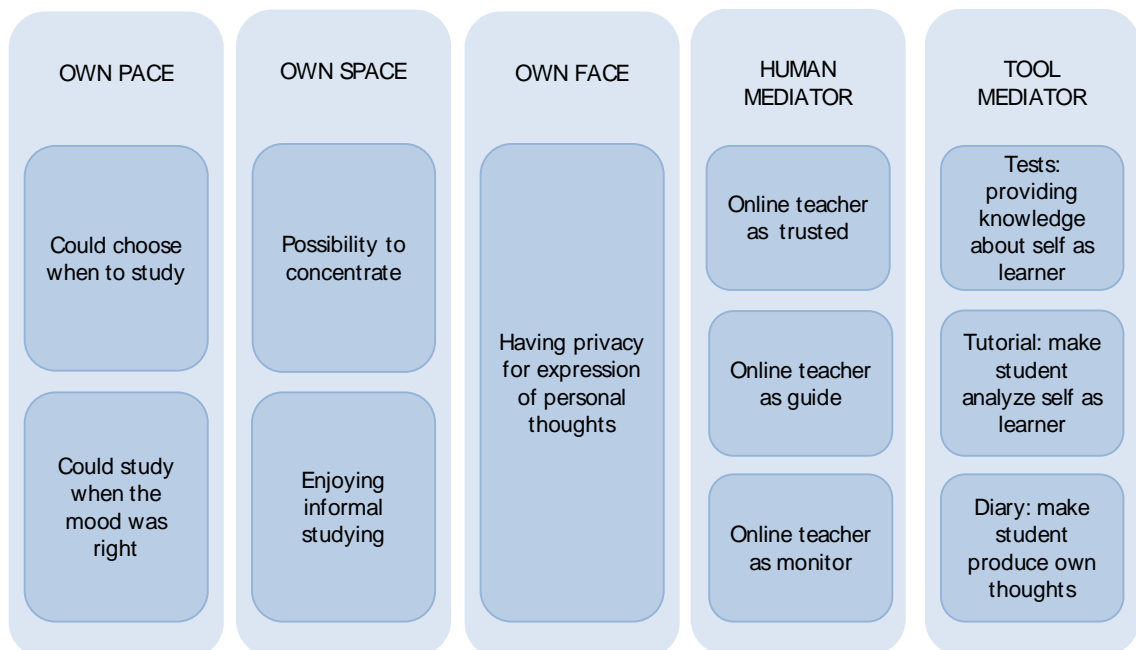 OWN PACE
Could choose
when to study
Could study
when the
mood was
right
OWN SPACE
Possibility to
concentrate
Enjoying
informal
studying
OWN FACE
Having privacy
for expression
of personal
thoughts
HUMAN
MEDIATOR
Online teacher
as trusted
Online teacher
as guide
Online teacher
as monitor
TOOL
MEDIATOR
Tests:
providing
knowledge
about self as
learner
Tutorial: make
student
analyze self as
learner
Diary: make
student
produce own
thoughts